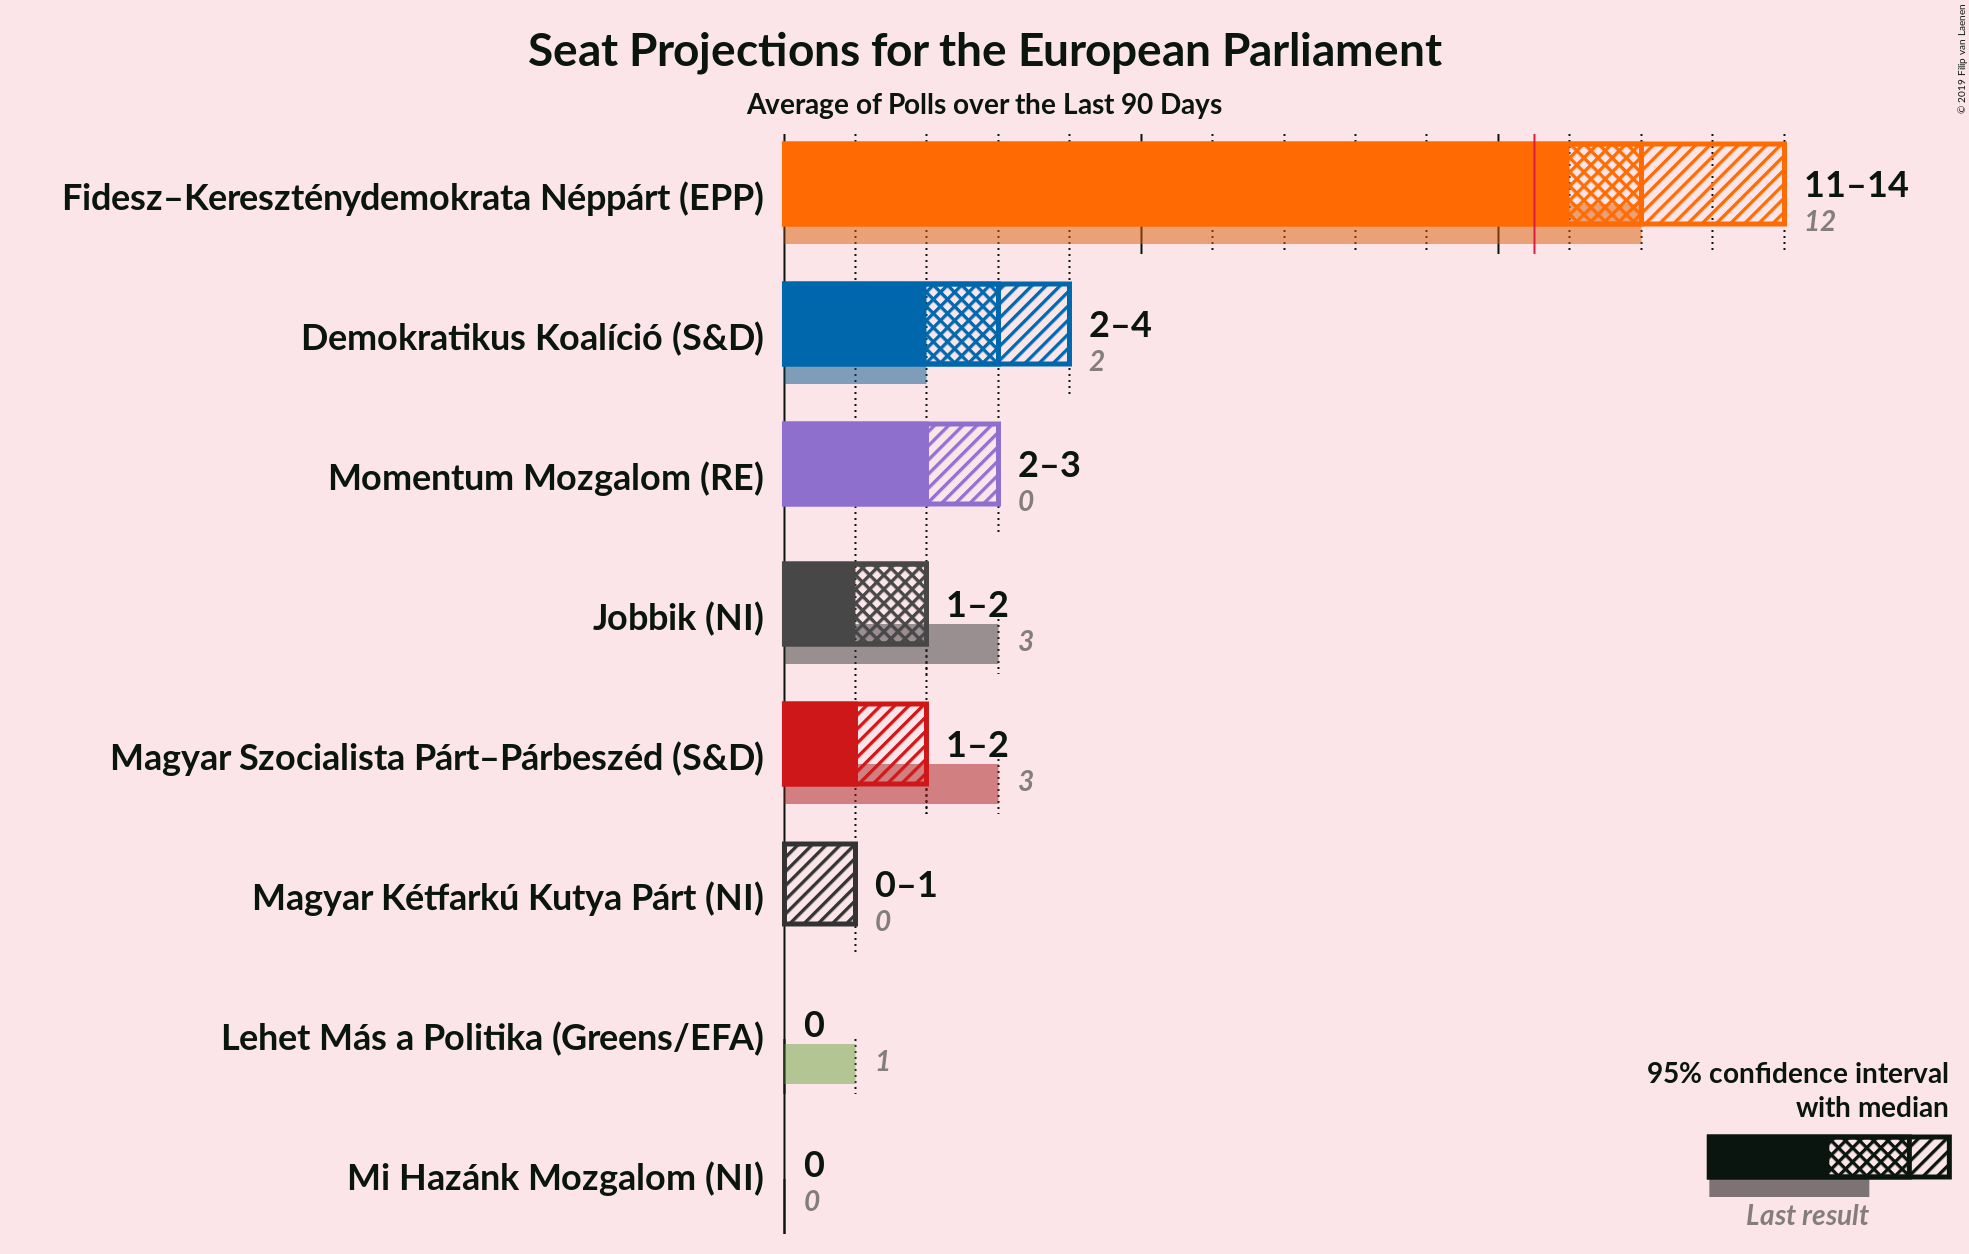 Seat Projections for the European Parliament
Average of Polls over the Last 90 Days
© 2019 Filip van Laenen
Fidesz–Kereszténydemokrata Néppárt (EPP)
11–14
12
Demokratikus Koalíció (S&D)
2–4
2
Momentum Mozgalom (RE)
2–3
0
Jobbik (NI)
1–2
3
Magyar Szocialista Párt–Párbeszéd (S&D)
1–2
3
Magyar Kétfarkú Kutya Párt (NI)
0–1
0
Lehet Más a Politika (Greens/EFA)
0
1
Mi Hazánk Mozgalom (NI)
0
0
95% confidence interval
with median
Last result